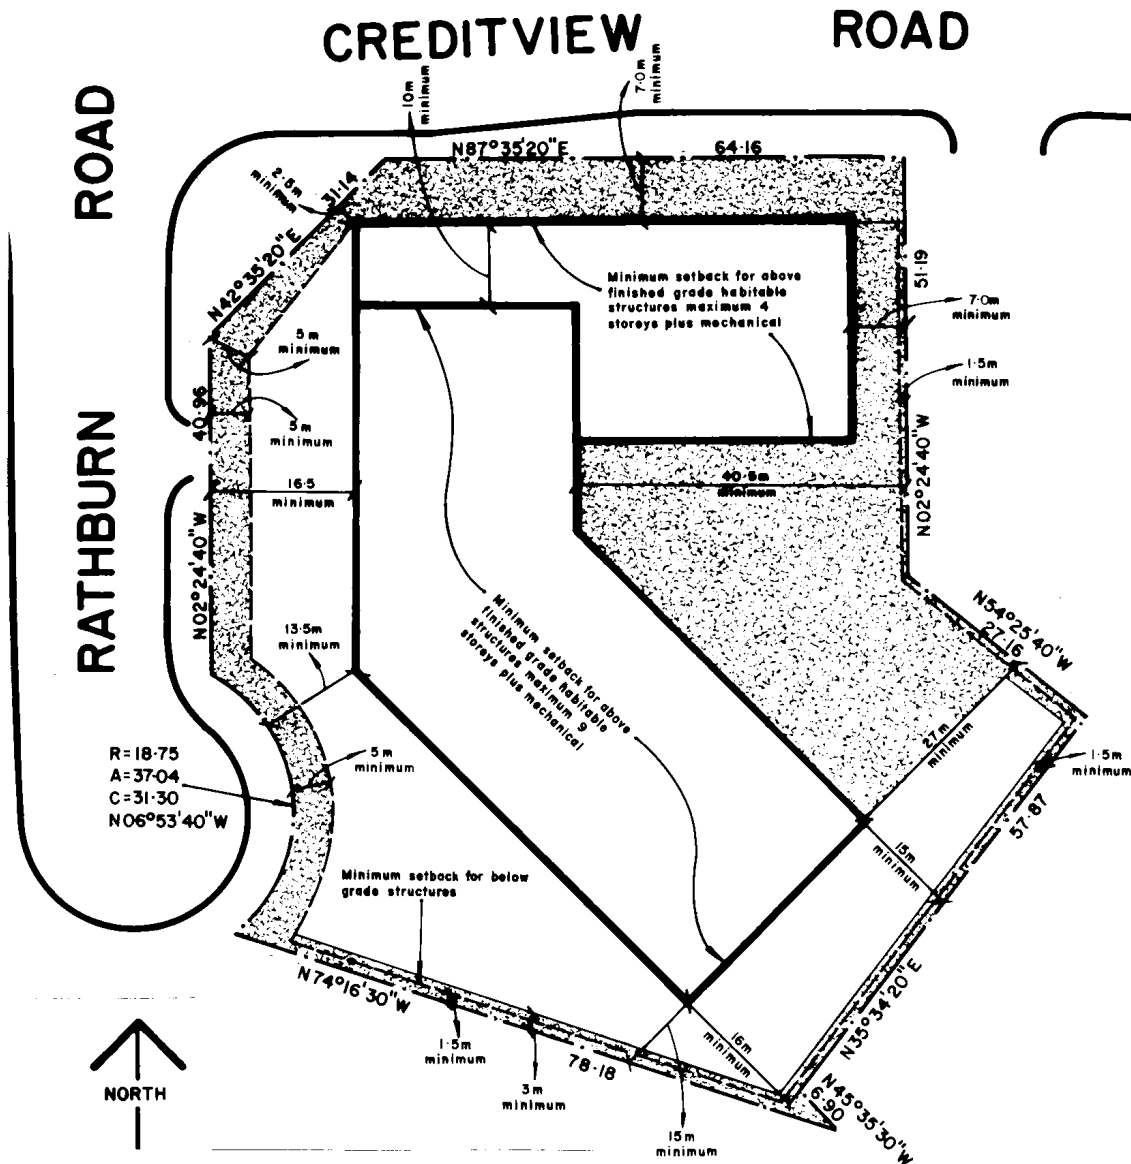 CREDITVIEW ROAD
ROAD
RATHBURN
10m
minimum
7·0m
minimum
N87°35'20"E 64·16
2·5m
minimum
31·14
N42°35'20"E
Minimum setback for above
finished grade habitable
structures maximum 4
storeys plus mechanical
51·19
7·0m
minimum
1·5m
minimum
5m
minimum
40·96
5m
minimum
16·5
40·5m
minimum
N02°24'40"W
N02°24'40"W
N54°25'40"W
27·16
13·5m
minimum
Minimum setback for above
finished grade habitable
structures maximum 9
storeys plus mechanical
27m
minimum
R=18·75
A=37·04
C=31·30
N06°53'40"W
5m
minimum
1·5m
minimum
57·87
15m
minimum
Minimum setback for below
grade structures
N74°16'30"W
N35°34'20"E
1·5m
minimum
3m
minimum
78·18
16m
minimum
15m
minimum
N45°35'30"W
6·90
NORTH